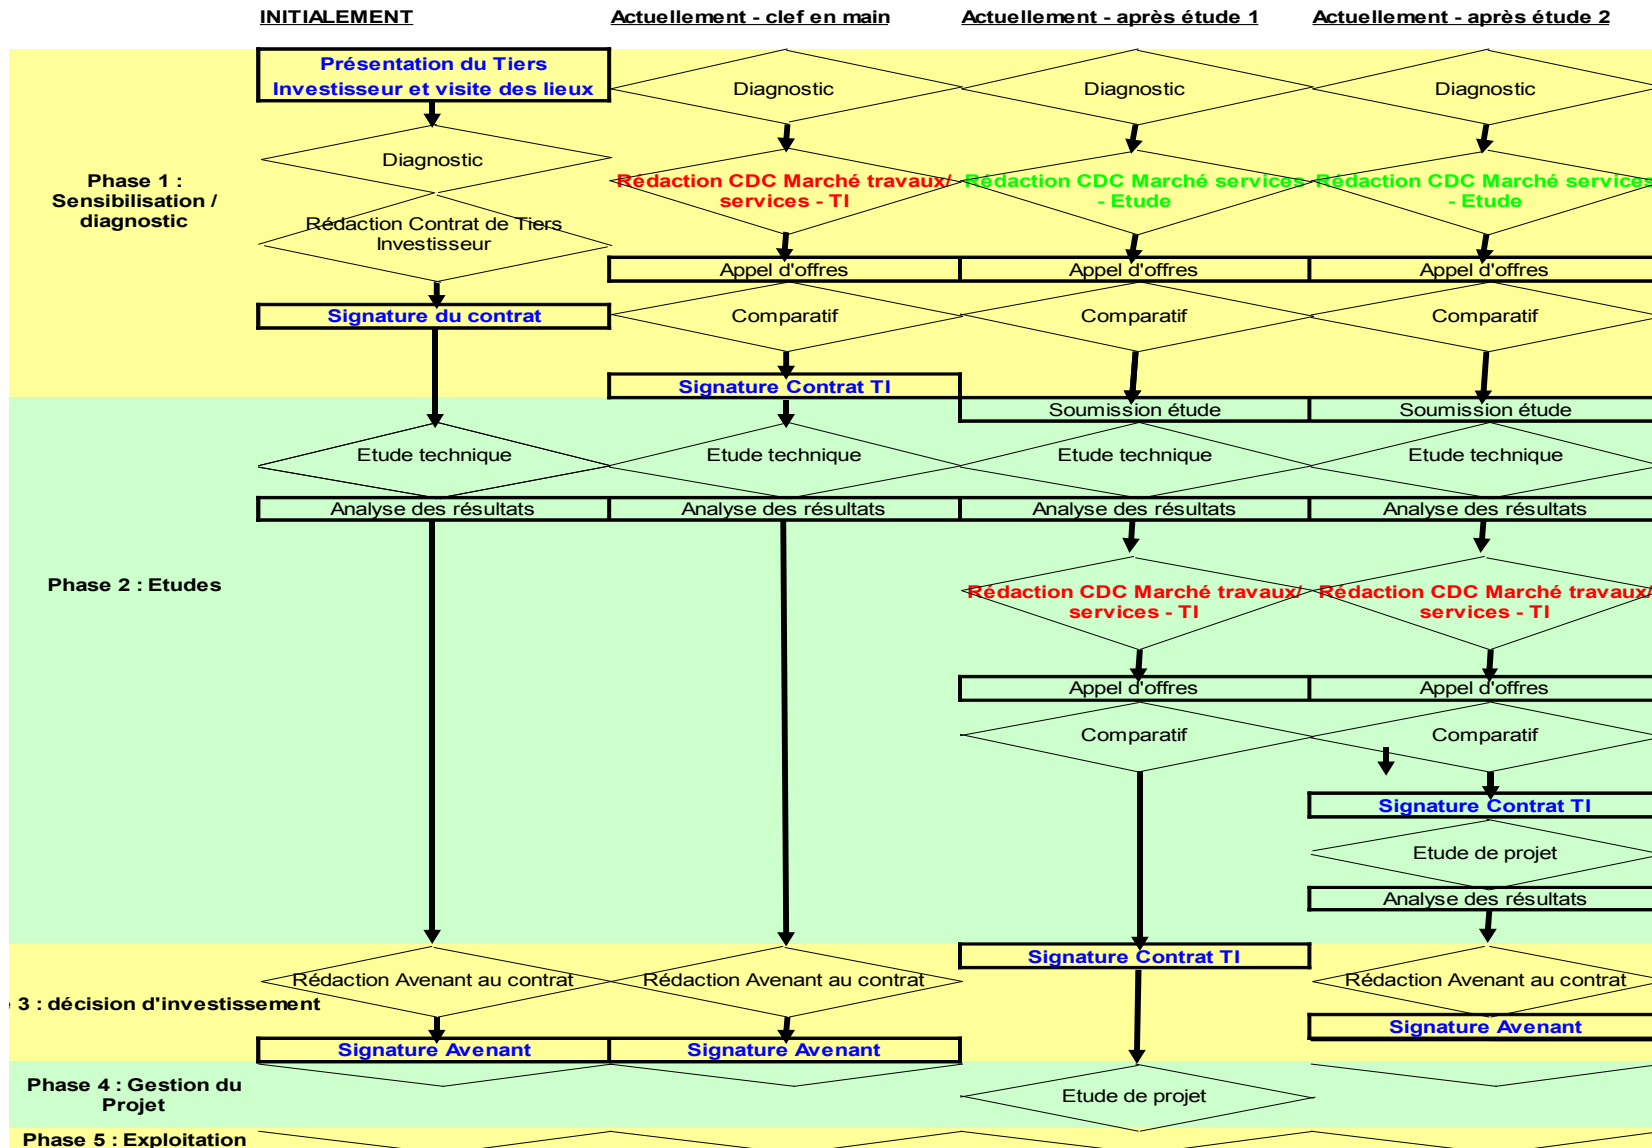 INITIALEMENT Actuellement - clef en main Actuellement - après étude 1 Actuellement - après étude 2
Présentation du Tiers
Investisseur et visite des lieux
Diagnostic Diagnostic Diagnostic
Diagnostic
Phase 1 :
Sensibilisation /
diagnostic
Rédaction CDC Marché travaux/
services - TI
Rédaction CDC Marché services
- Etude
Rédaction CDC Marché services
- Etude
Rédaction Contrat de Tiers
Investisseur
Appel d'offres Appel d'offres Appel d'offres
Signature du contrat Comparatif Comparatif Comparatif
Signature Contrat TI
Soumission étude Soumission étude
Etude technique Etude technique Etude technique Etude technique
Analyse des résultats Analyse des résultats Analyse des résultats Analyse des résultats
Phase 2 : Etudes
Rédaction CDC Marché travaux/
services - TI
Rédaction CDC Marché travaux/
services - TI
Appel d'offres Appel d'offres
Comparatif Comparatif
Signature Contrat TI
Etude de projet
Analyse des résultats
Signature Contrat TI
Rédaction Avenant au contrat Rédaction Avenant au contrat Rédaction Avenant au contrat
3 : décision d'investissement
Signature Avenant
Signature Avenant Signature Avenant
Phase 4 : Gestion du
Projet
Etude de projet
Phase 5 : Exploitation